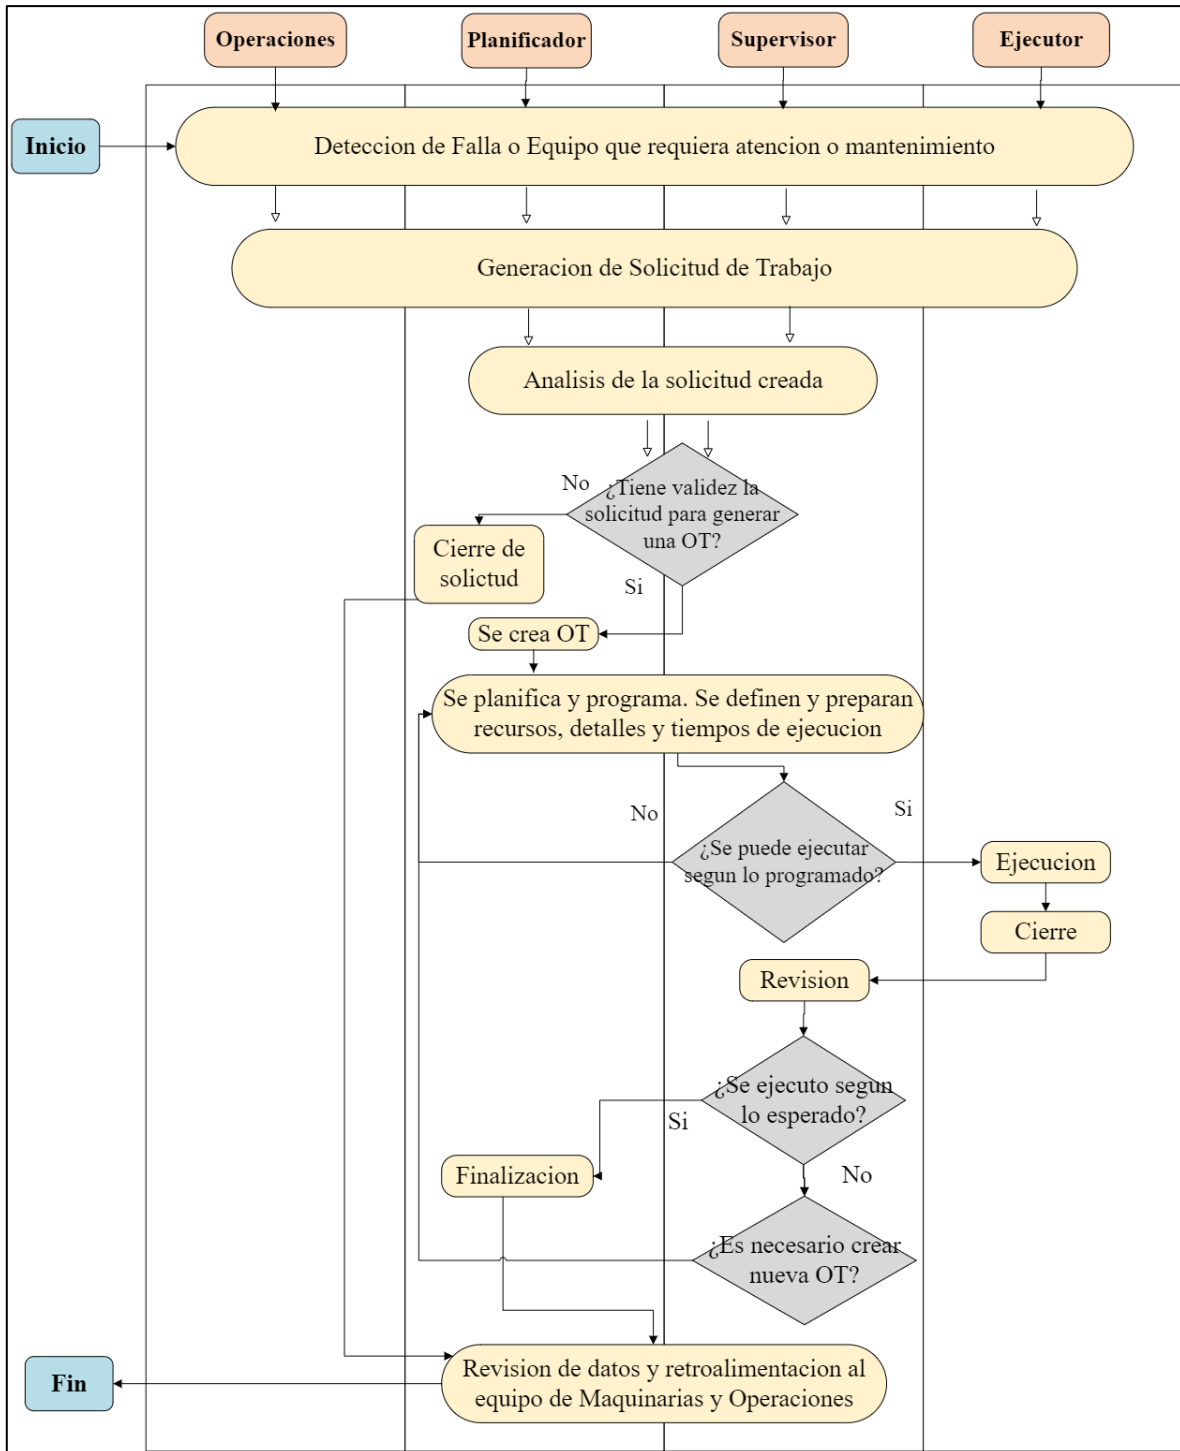 Operaciones
Planificador
Supervisor
Ejecutor
Inicio
Deteccion de Falla o Equipo que requiera atencion o mantenimiento
Generacion de Solicitud de Trabajo
Analisis de la solicitud creada
No
¿Tiene validez la
solicitud para generar
una OT?
Cierre de
solictud
Si
Se crea OT
Se planifica y programa. Se definen y preparan
recursos, detalles y tiempos de ejecucion
No
Si
¿Se puede ejecutar
segun lo programado?
Ejecucion
Cierre
Revision
¿Se ejecuto segun
lo esperado?
Si
Finalizacion
No
¿Es necesario crear
nueva OT?
Revision de datos y retroalimentacion al
equipo de Maquinarias y Operaciones
Fin